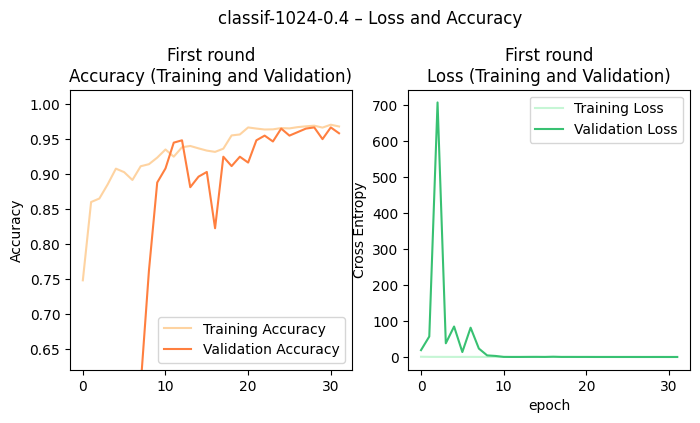 classif-1024-0.4 – Loss and Accuracy
First round
Accuracy (Training and Validation)
1.00
0.95
0.90
0.85
0.80
0.75
0.70
0.65
Accuracy
0
10
20
30
Training Accuracy
Validation Accuracy
First round
Loss (Training and Validation)
700
600
500
400
300
200
100
0
Cross Entropy
0
10
20
30
epoch
Training Loss
Validation Loss